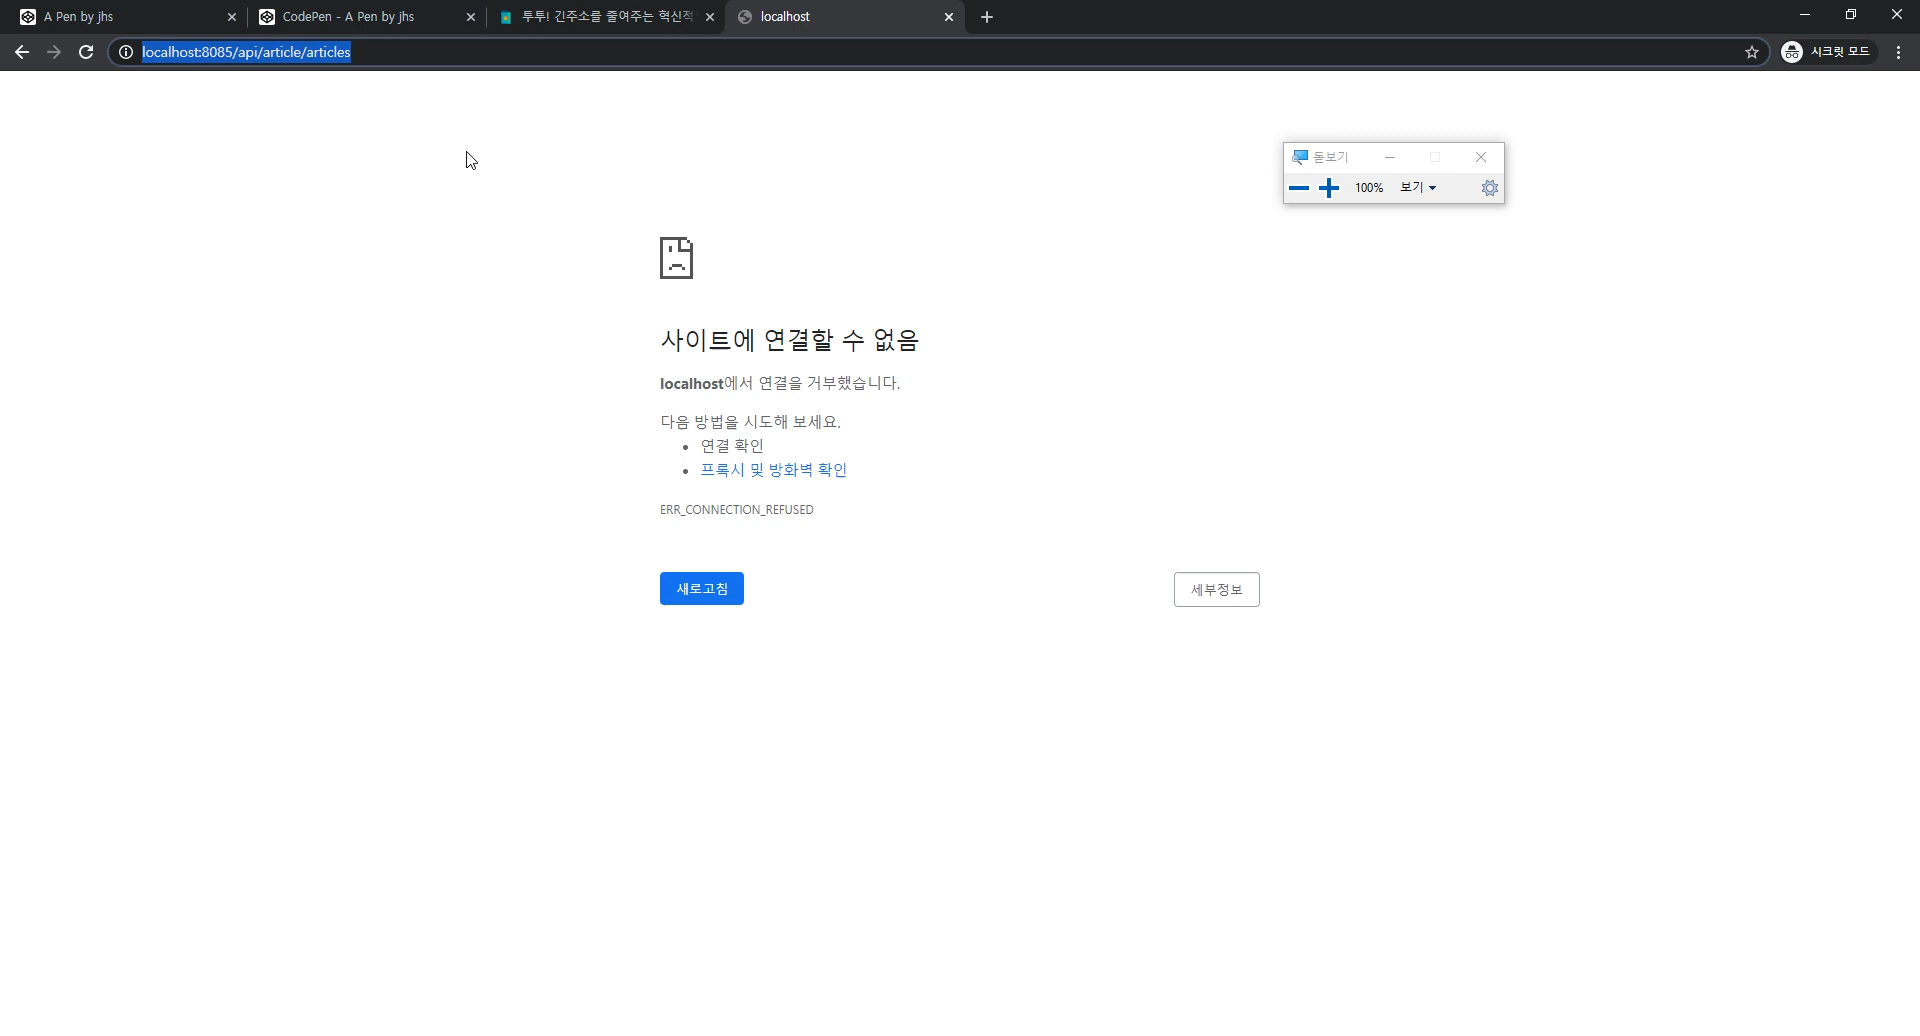 A Pen by jhs
CodePen - A Pen by jhs
투투! 긴주소를 줄여주는 혁신적
localhost
localhost:8085/api/article/articles
시크릿 모드
돋보기
100%
보기
사이트에 연결할 수 없음
localhost에서 연결을 거부했습니다.
다음 방법을 시도해 보세요.
연결 확인
프록시 및 방화벽 확인
ERR_CONNECTION_REFUSED
새로고침
세부정보